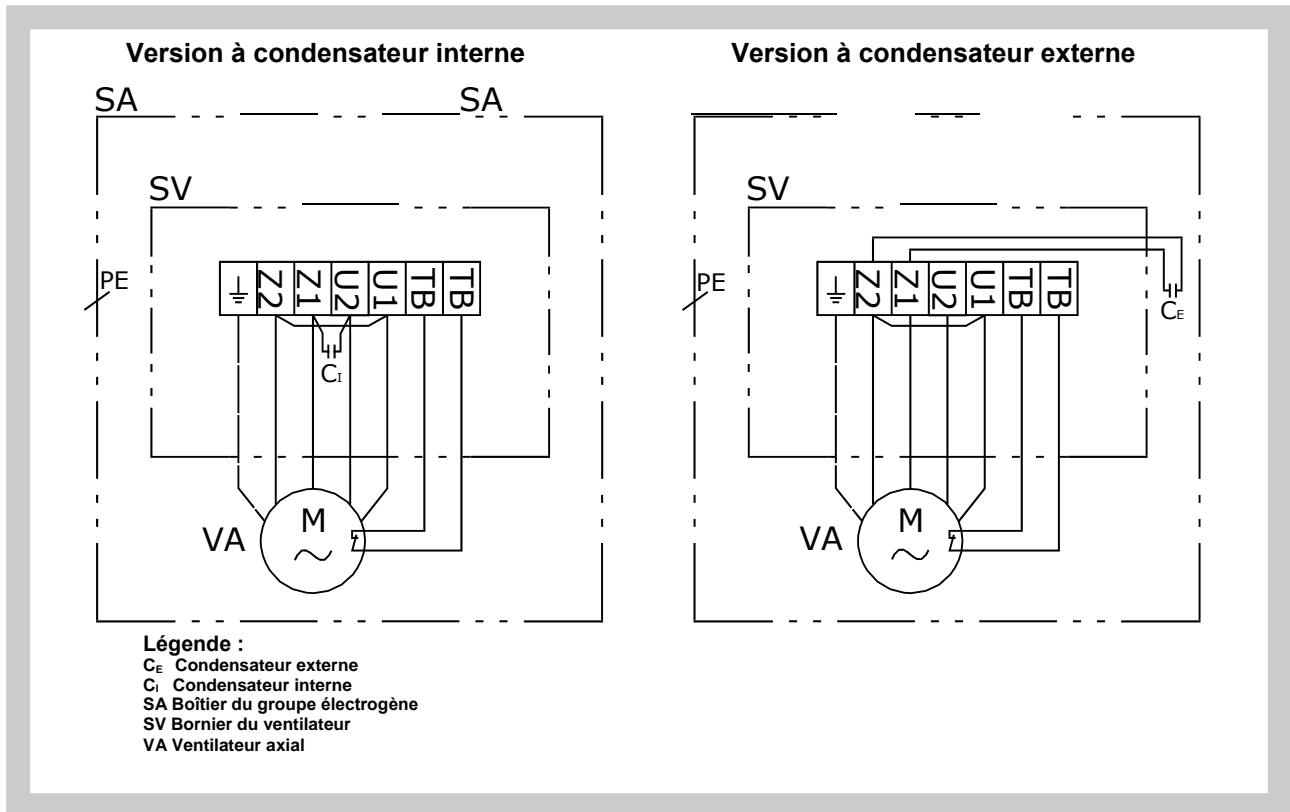 Version à condensateur interne
Version à condensateur externe
SA
SA
SV
PE
Z2
Z1
U2
U1
TB
TB
CI
VA
M
SV
PE
Z2
Z1
U2
U1
TB
TB
CE
VA
M
Légende :
CE Condensateur externe
CI Condensateur interne
SA Boîtier du groupe électrogène
SV Bornier du ventilateur
VA Ventilateur axial